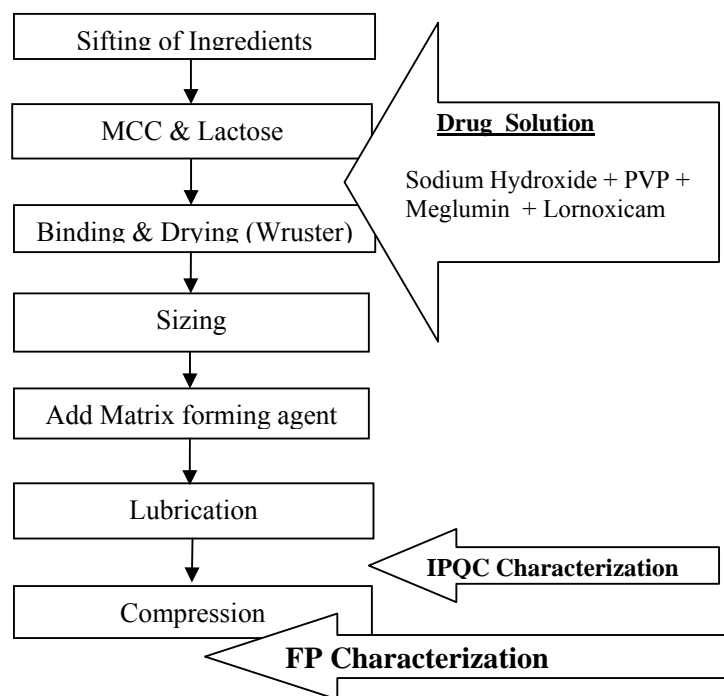 Sifting of Ingredients
MCC & Lactose
Drug Solution
Sodium Hydroxide + PVP +
Meglumin + Lornoxicam
Binding & Drying (Wruster)
Sizing
Add Matrix forming agent
Lubrication
IPQC Characterization
Compression
FP Characterization